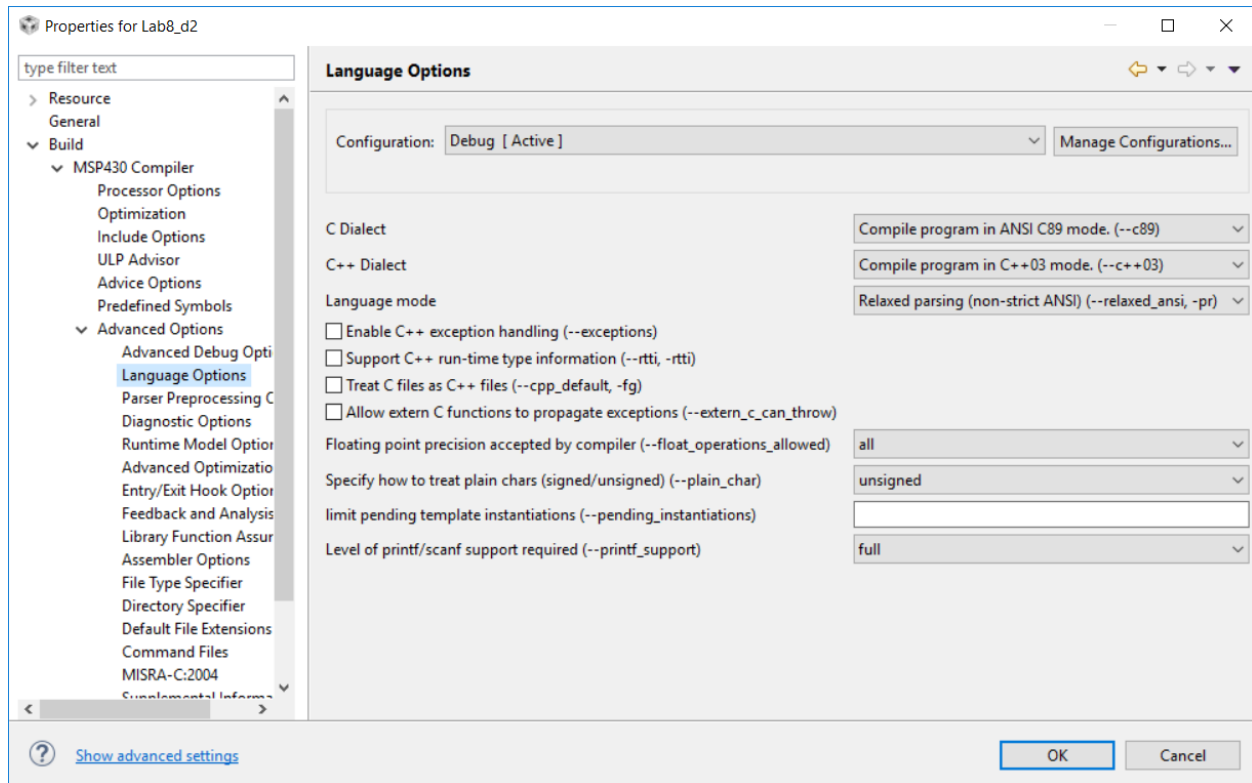 Properties for Lab8_d2
type filter text
Resource
General
Build
MSP430 Compiler
Processor Options
Optimization
Include Options
ULP Advisor
Advice Options
Predefined Symbols
Advanced Options
Advanced Debug Opti
Language Options
Parser Preprocessing C
Diagnostic Options
Runtime Model Option
Advanced Optimizatio
Entry/Exit Hook Option
Feedback and Analysis
Library Function Assur
Assembler Options
File Type Specifier
Directory Specifier
Default File Extensions
Command Files
MISRA-C:2004
Supplemental Informa
Language Options
Configuration: Debug [ Active ] Manage Configurations...
C Dialect Compile program in ANSI C89 mode. (--c89)
C++ Dialect Compile program in C++03 mode. (--c++03)
Language mode Relaxed parsing (non-strict ANSI) (--relaxed_ansi, -pr)
Enable C++ exception handling (--exceptions)
Support C++ run-time type information (--rtti, -rtti)
Treat C files as C++ files (--cpp_default, -fg)
Allow extern C functions to propagate exceptions (--extern_c_can_throw)
Floating point precision accepted by compiler (--float_operations_allowed) all
Specify how to treat plain chars (signed/unsigned) (--plain_char) unsigned
limit pending template instantiations (--pending_instantiations)
Level of printf/scanf support required (--printf_support) full
? Show advanced settings OK Cancel